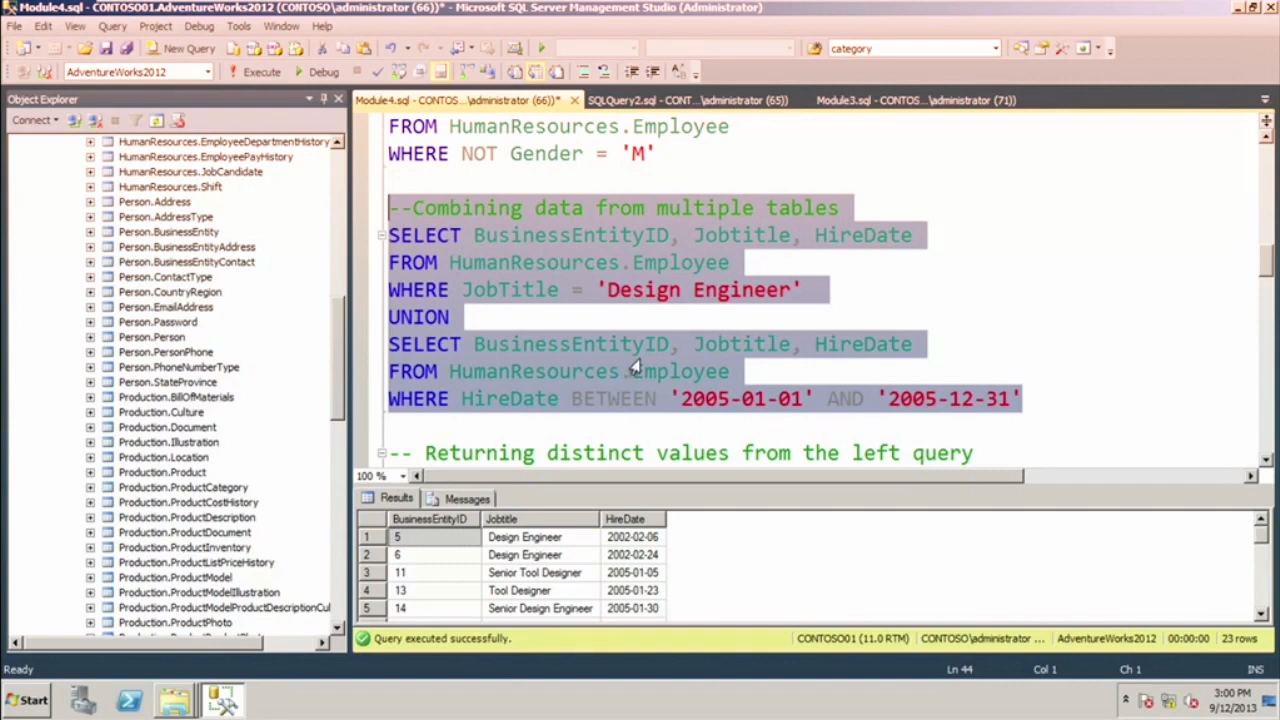 Module4.sql - CONTOSO01.AdventureWorks2012 (CONTOSO\administrator (66))* - Microsoft SQL Server Management Studio (Administrator)
File Edit View Query Project Debug Tools Window Help
New Query category
AdventureWorks2012 Execute Debug
Object Explorer
Connect
HumanResources.EmployeeDepartmentHistory
HumanResources.EmployeePayHistory
HumanResources.JobCandidate
HumanResources.Shift
Person.Address
Person.AddressType
Person.BusinessEntity
Person.BusinessEntityAddress
Person.BusinessEntityContact
Person.ContactType
Person.CountryRegion
Person.EmailAddress
Person.Password
Person.Person
Person.PersonPhone
Person.PhoneNumberType
Person.StateProvince
Production.BillOfMaterials
Production.Culture
Production.Document
Production.Illustration
Production.Location
Production.Product
Production.ProductCategory
Production.ProductCostHistory
Production.ProductDescription
Production.ProductDocument
Production.ProductInventory
Production.ProductListPriceHistory
Production.ProductModel
Production.ProductModelIllustration
Production.ProductModelProductDescriptionCul
Production.ProductPhoto
Module4.sql - CONTOS...\administrator (66))* SQLQuery2.sql - CONT...\administrator (65)) Module3.sql - CONTOS...\administrator (71))
FROM HumanResources.Employee
WHERE NOT Gender = 'M'
--Combining data from multiple tables
SELECT BusinessEntityID, Jobtitle, HireDate
FROM HumanResources.Employee
WHERE JobTitle = 'Design Engineer'
UNION
SELECT BusinessEntityID, Jobtitle, HireDate
FROM HumanResources.Employee
WHERE HireDate BETWEEN '2005-01-01' AND '2005-12-31'
-- Returning distinct values from the left query
100 %
Results Messages
BusinessEntityID Jobtitle HireDate
1 5 Design Engineer 2002-02-06
2 6 Design Engineer 2002-02-24
3 11 Senior Tool Designer 2005-01-05
4 13 Tool Designer 2005-01-23
5 14 Senior Design Engineer 2005-01-30
Query executed successfully. CONTOSO01 (11.0 RTM) CONTOSO\administrator ... AdventureWorks2012 00:00:00 23 rows
Ready Ln 44 Col 1 Ch 1 INS
Start 3:00 PM
9/12/2013